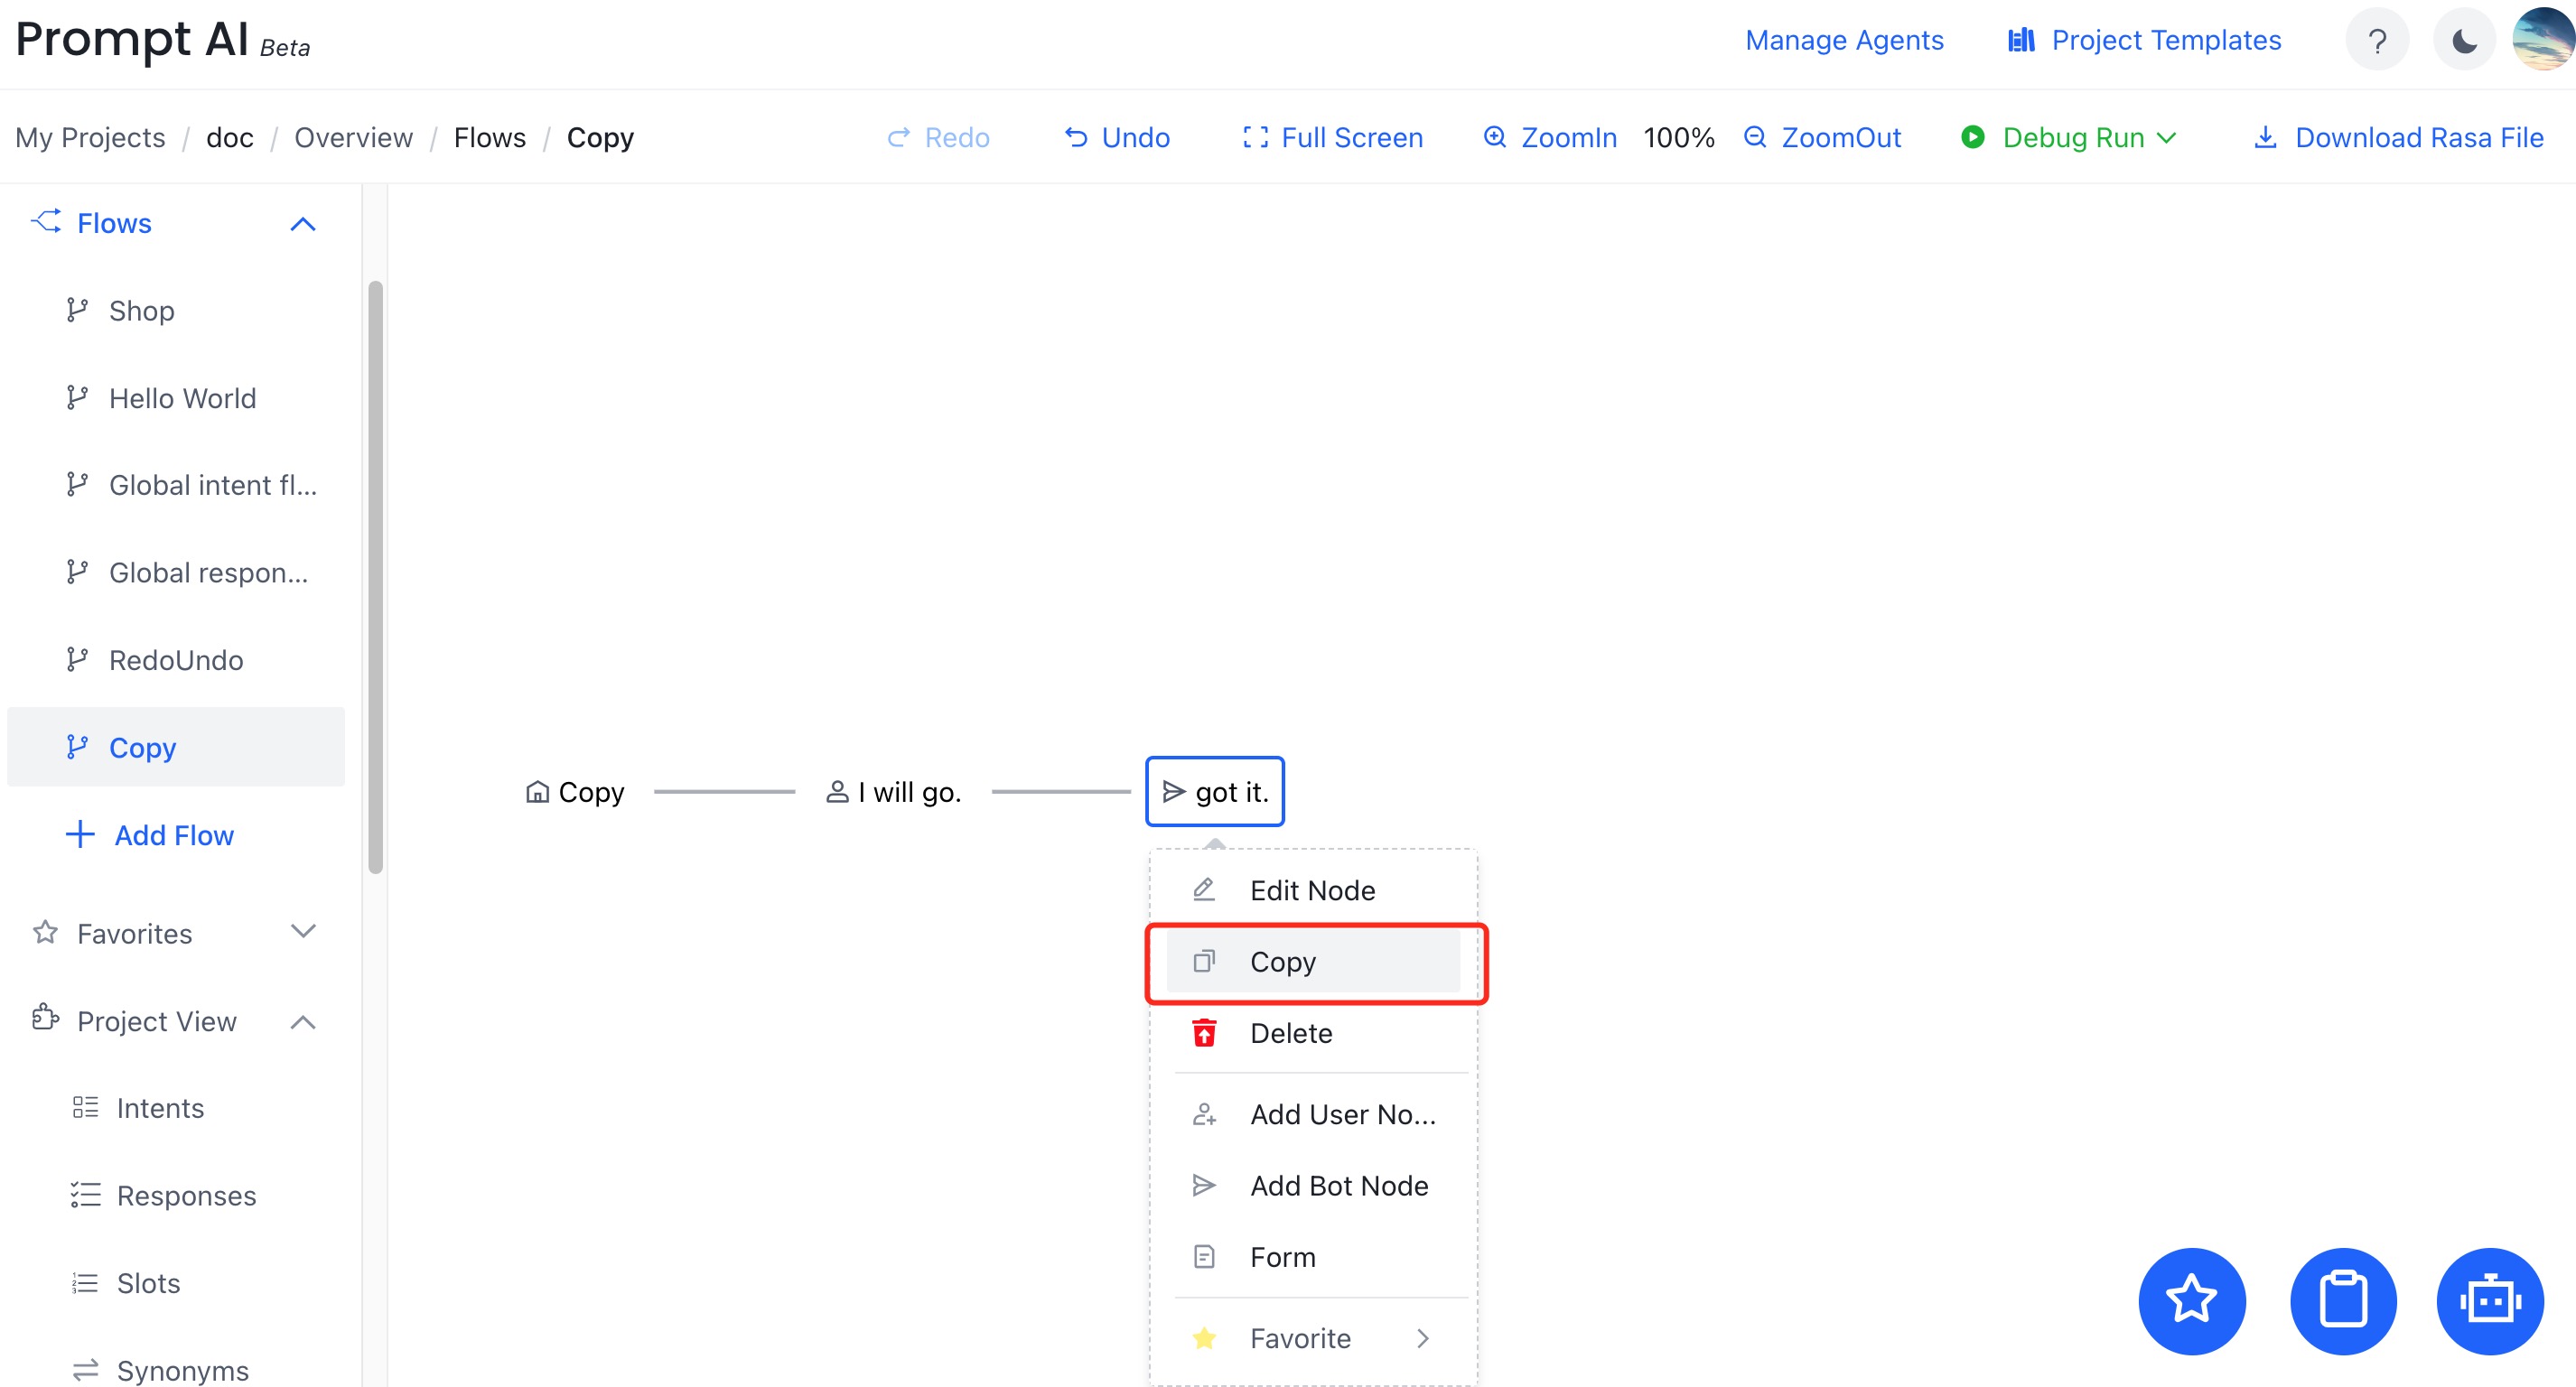 Prompt AI Beta
Manage Agents
Project Templates
?
My Projects / doc / Overview / Flows / Copy
Redo
Undo
Full Screen
ZoomIn 100% ZoomOut
Debug Run
Download Rasa File
Flows
Shop
Hello World
Global intent fl...
Global respon...
RedoUndo
Copy
Add Flow
Favorites
Project View
Intents
Responses
Slots
Synonyms
Copy
I will go.
got it.
Edit Node
Copy
Delete
Add User No...
Add Bot Node
Form
Favorite